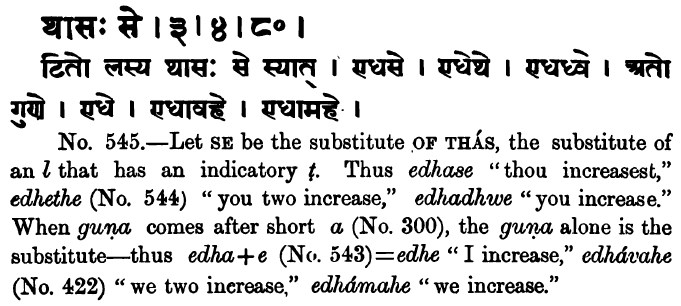 थासः से । ३ । ४ । ८० ।
टितो लस्य थासः से स्यात् । एधसे । एधेथे । एधध्वे । अतो
गुणे । एधे । एधावहे । एधामहे ।
No. 545.—Let SE be the substitute OF THÁS, the substitute of
an l that has an indicatory ṭ. Thus edhase “thou increasest,”
edhethe (No. 544) “you two increase,” edhadhwe “you increase.”
When guṇa comes after short a (No. 300), the guṇa alone is the
substitute—thus edha+e (No. 543)=edhe “I increase,” edhávahe
(No. 422) “we two increase,” edhámahe “we increase.”